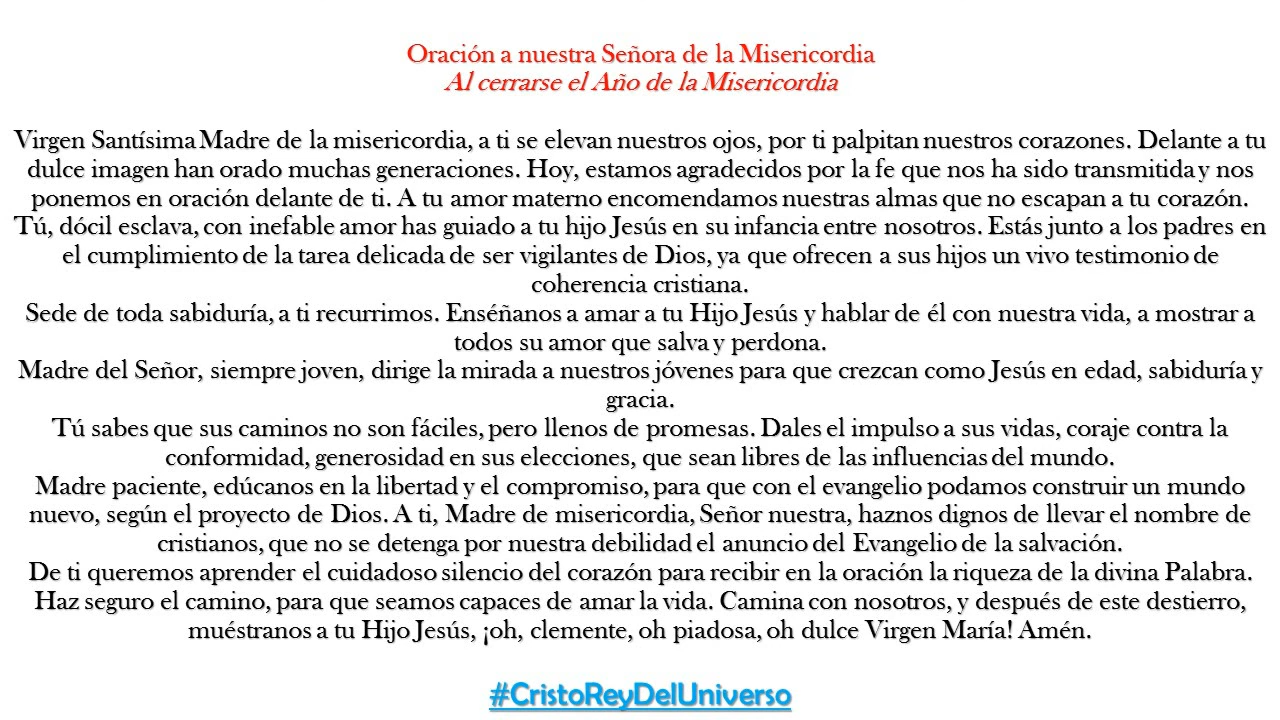 Oración a nuestra Señora de la Misericordia
Al cerrarse el Año de la Misericordia
Virgen Santísima Madre de la misericordia, a ti se elevan nuestros ojos, por ti palpitan nuestros corazones. Delante a tu
dulce imagen han orado muchas generaciones. Hoy, estamos agradecidos por la fe que nos ha sido transmitida y nos
ponemos en oración delante de ti. A tu amor materno encomendamos nuestras almas que no escapan a tu corazón.
Tú, dócil esclava, con inefable amor has guiado a tu hijo Jesús en su infancia entre nosotros. Estás junto a los padres en
el cumplimiento de la tarea delicada de ser vigilantes de Dios, ya que ofrecen a sus hijos un vivo testimonio de
coherencia cristiana.
Sede de toda sabiduría, a ti recurrimos. Enséñanos a amar a tu Hijo Jesús y hablar de él con nuestra vida, a mostrar a
todos su amor que salva y perdona.
Madre del Señor, siempre joven, dirige la mirada a nuestros jóvenes para que crezcan como Jesús en edad, sabiduría y
gracia.
Tú sabes que sus caminos no son fáciles, pero llenos de promesas. Dales el impulso a sus vidas, coraje contra la
conformidad, generosidad en sus elecciones, que sean libres de las influencias del mundo.
Madre paciente, edúcanos en la libertad y el compromiso, para que con el evangelio podamos construir un mundo
nuevo, según el proyecto de Dios. A ti, Madre de misericordia, Señor nuestra, haznos dignos de llevar el nombre de
cristianos, que no se detenga por nuestra debilidad el anuncio del Evangelio de la salvación.
De ti queremos aprender el cuidadoso silencio del corazón para recibir en la oración la riqueza de la divina Palabra.
Haz seguro el camino, para que seamos capaces de amar la vida. Camina con nosotros, y después de este destierro,
muéstranos a tu Hijo Jesús, ¡oh, clemente, oh piadosa, oh dulce Virgen María! Amén.
#CristoReyDelUniverso